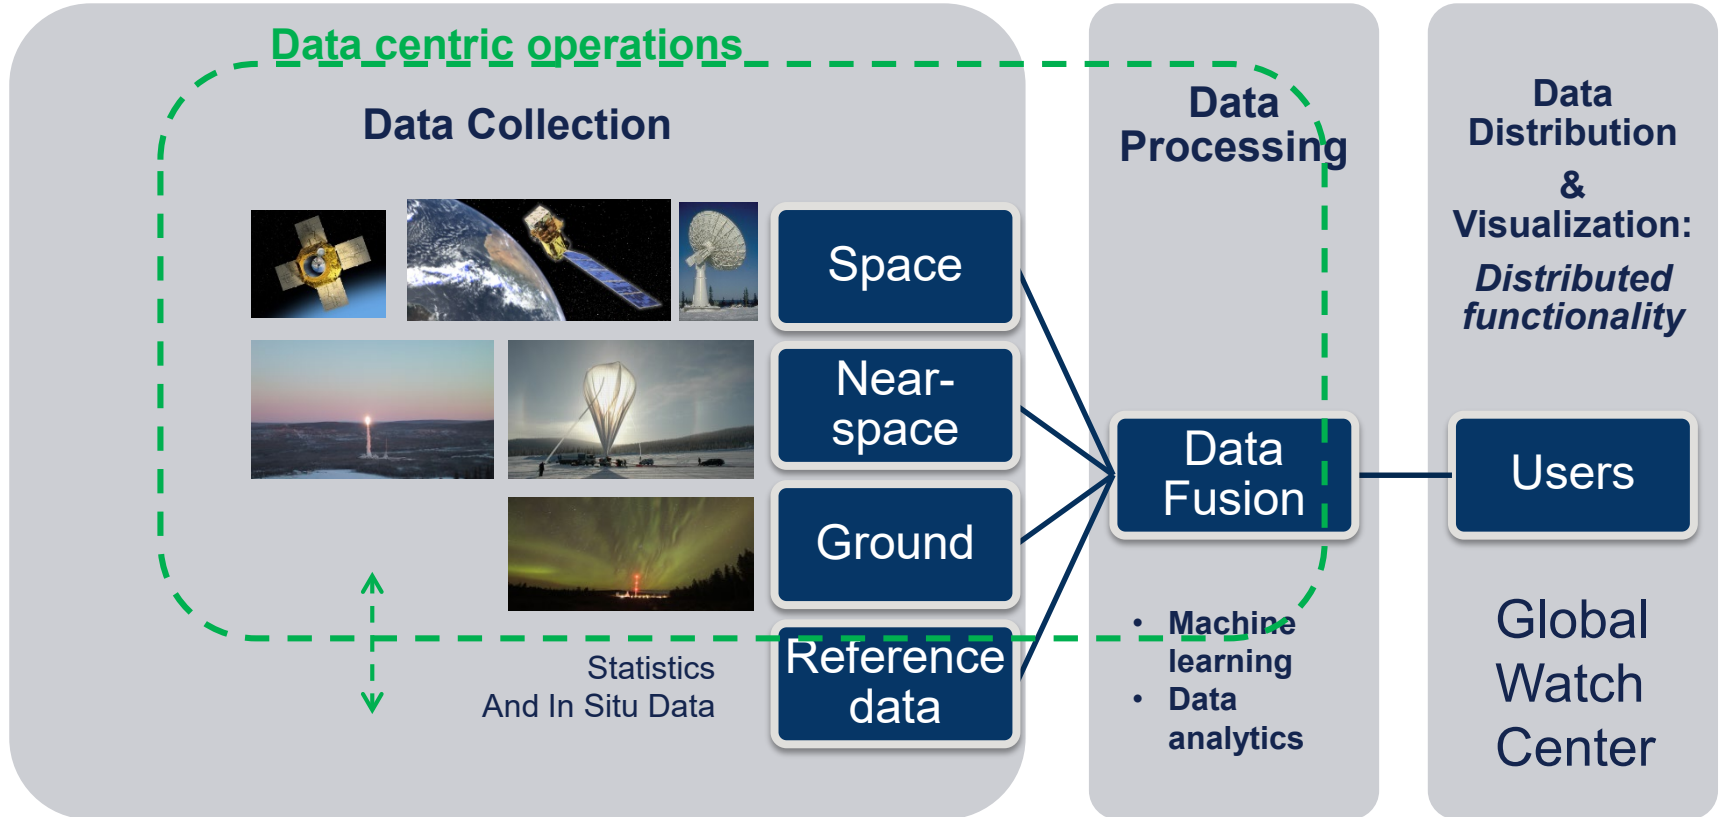 Data centric operations
Data Collection
Space
Near-
space
Ground
Reference
data
Statistics
And In Situ Data
Data
Processing
Data
Fusion
• Machine
learning
• Data
analytics
Data
Distribution
&
Visualization:
Distributed
functionality
Users
Global
Watch
Center